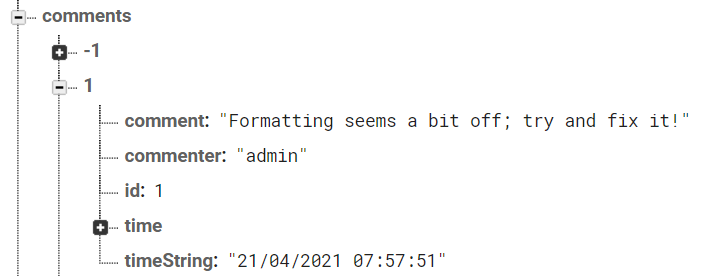 comments
-1
1
comment: "Formatting seems a bit off; try and fix it!"
commenter: "admin"
id: 1
time
timeString: "21/04/2021 07:57:51"